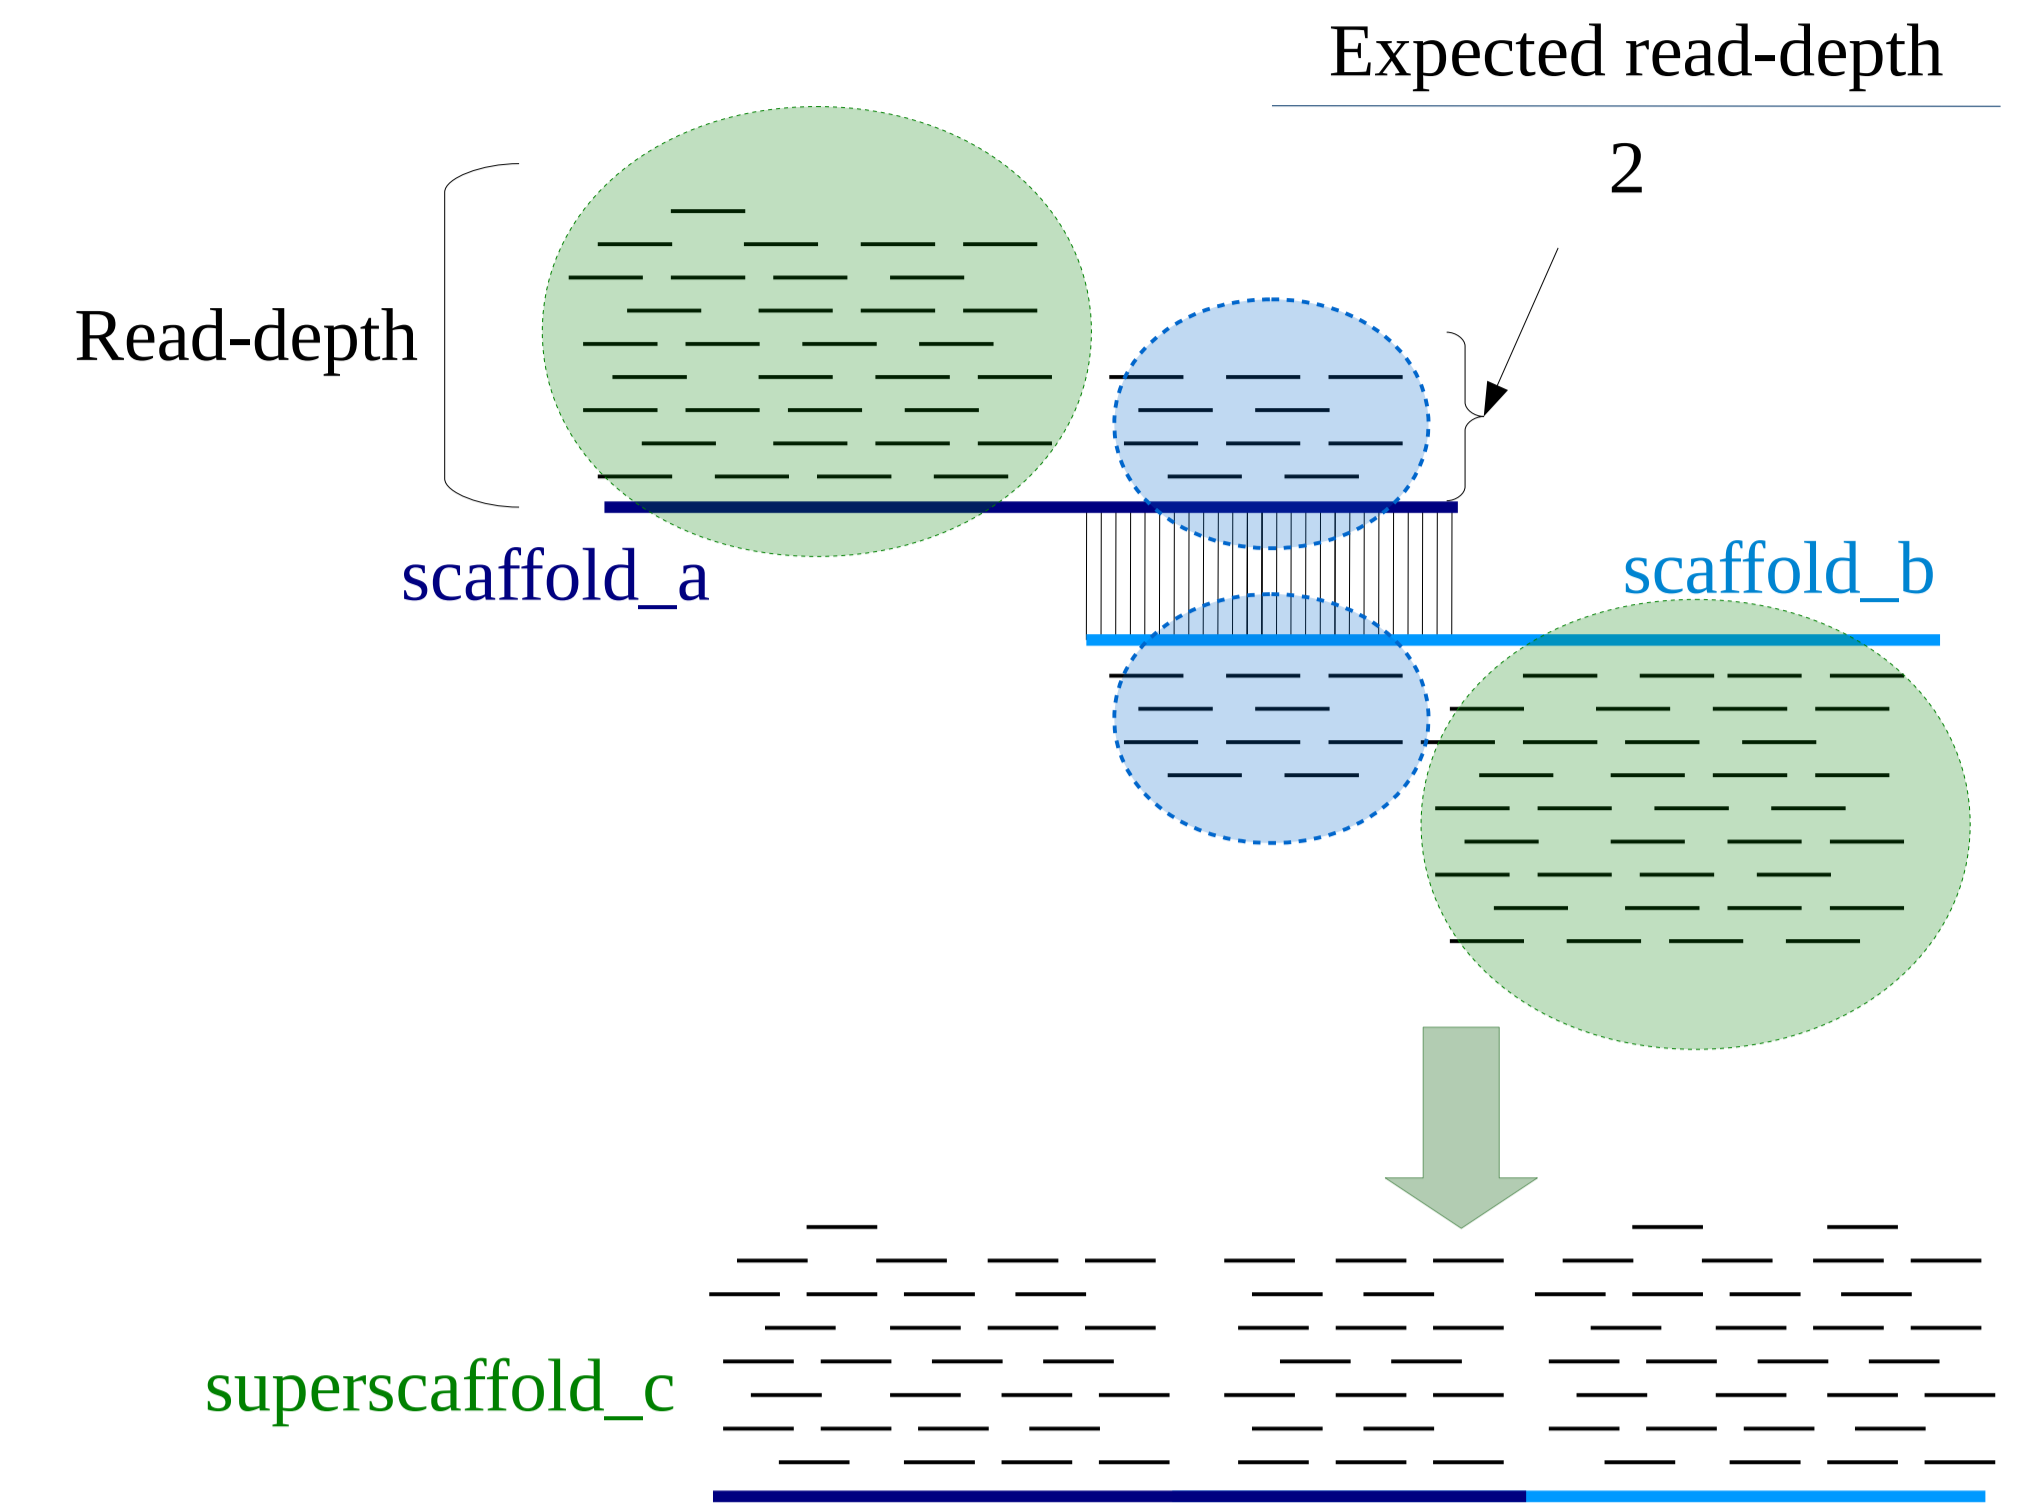 Expected read-depth
2
Read-depth
scaffold_a
scaffold_b
superscaffold_c